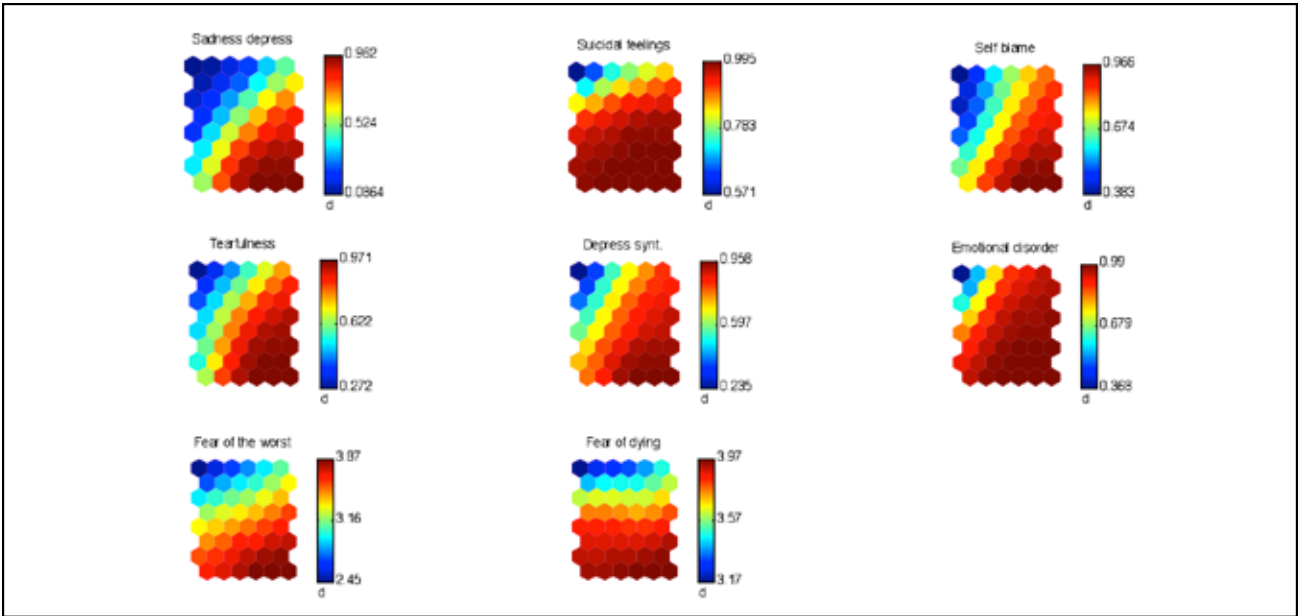 Sadness depress
0.962
0.524
0.0864
d
Suicidal feelings
0.995
0.783
0.571
d
Self blame
0.966
0.674
0.383
d
Tearfulness
0.971
0.622
0.272
d
Depress synt.
0.958
0.597
0.235
d
Emotional disorder
0.99
0.679
0.368
d
Fear of the worst
3.87
3.16
2.45
d
Fear of dying
3.97
3.57
3.17
d